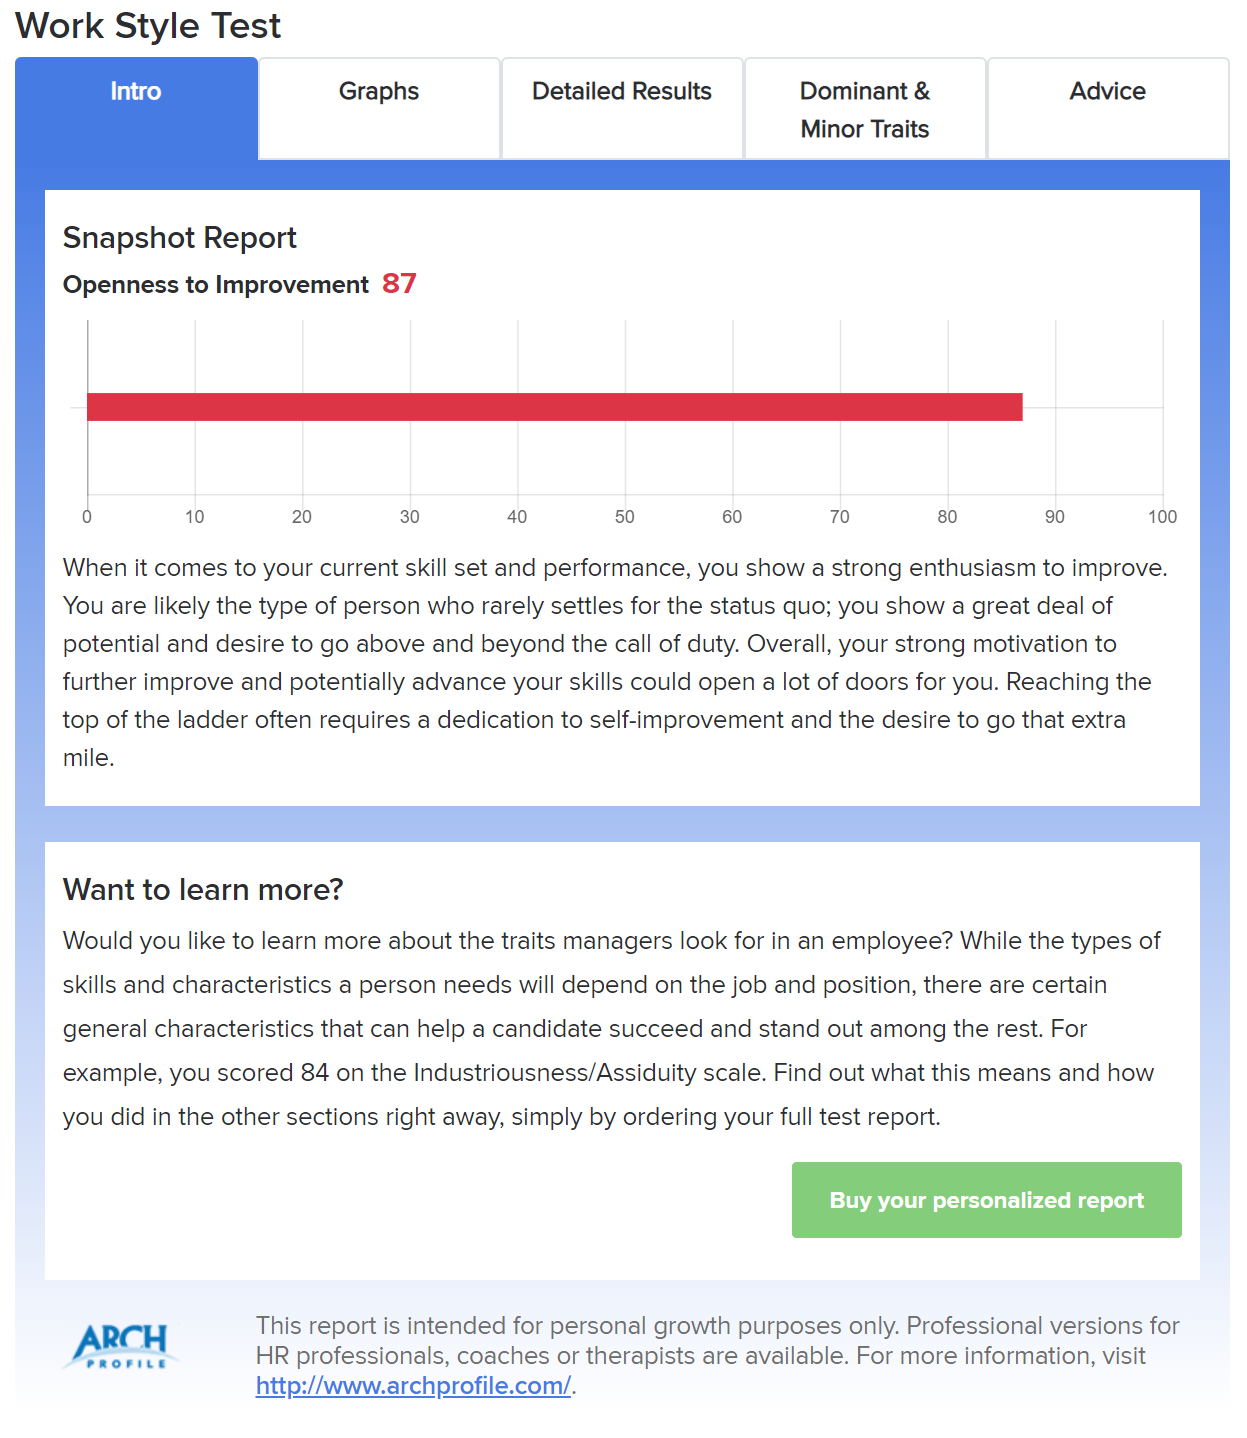 Work Style Test
Intro
Graphs
Detailed Results
Dominant &
Minor Traits
Advice
Snapshot Report
Openness to Improvement 87
0 10 20 30 40 50 60 70 80 90 100
When it comes to your current skill set and performance, you show a strong enthusiasm to improve.
You are likely the type of person who rarely settles for the status quo; you show a great deal of
potential and desire to go above and beyond the call of duty. Overall, your strong motivation to
further improve and potentially advance your skills could open a lot of doors for you. Reaching the
top of the ladder often requires a dedication to self-improvement and the desire to go that extra
mile.
Want to learn more?
Would you like to learn more about the traits managers look for in an employee? While the types of
skills and characteristics a person needs will depend on the job and position, there are certain
general characteristics that can help a candidate succeed and stand out among the rest. For
example, you scored 84 on the Industriousness/Assiduity scale. Find out what this means and how
you did in the other sections right away, simply by ordering your full test report.
Buy your personalized report
ARCH
PROFILE
This report is intended for personal growth purposes only. Professional versions for
HR professionals, coaches or therapists are available. For more information, visit
http://www.archprofile.com/.